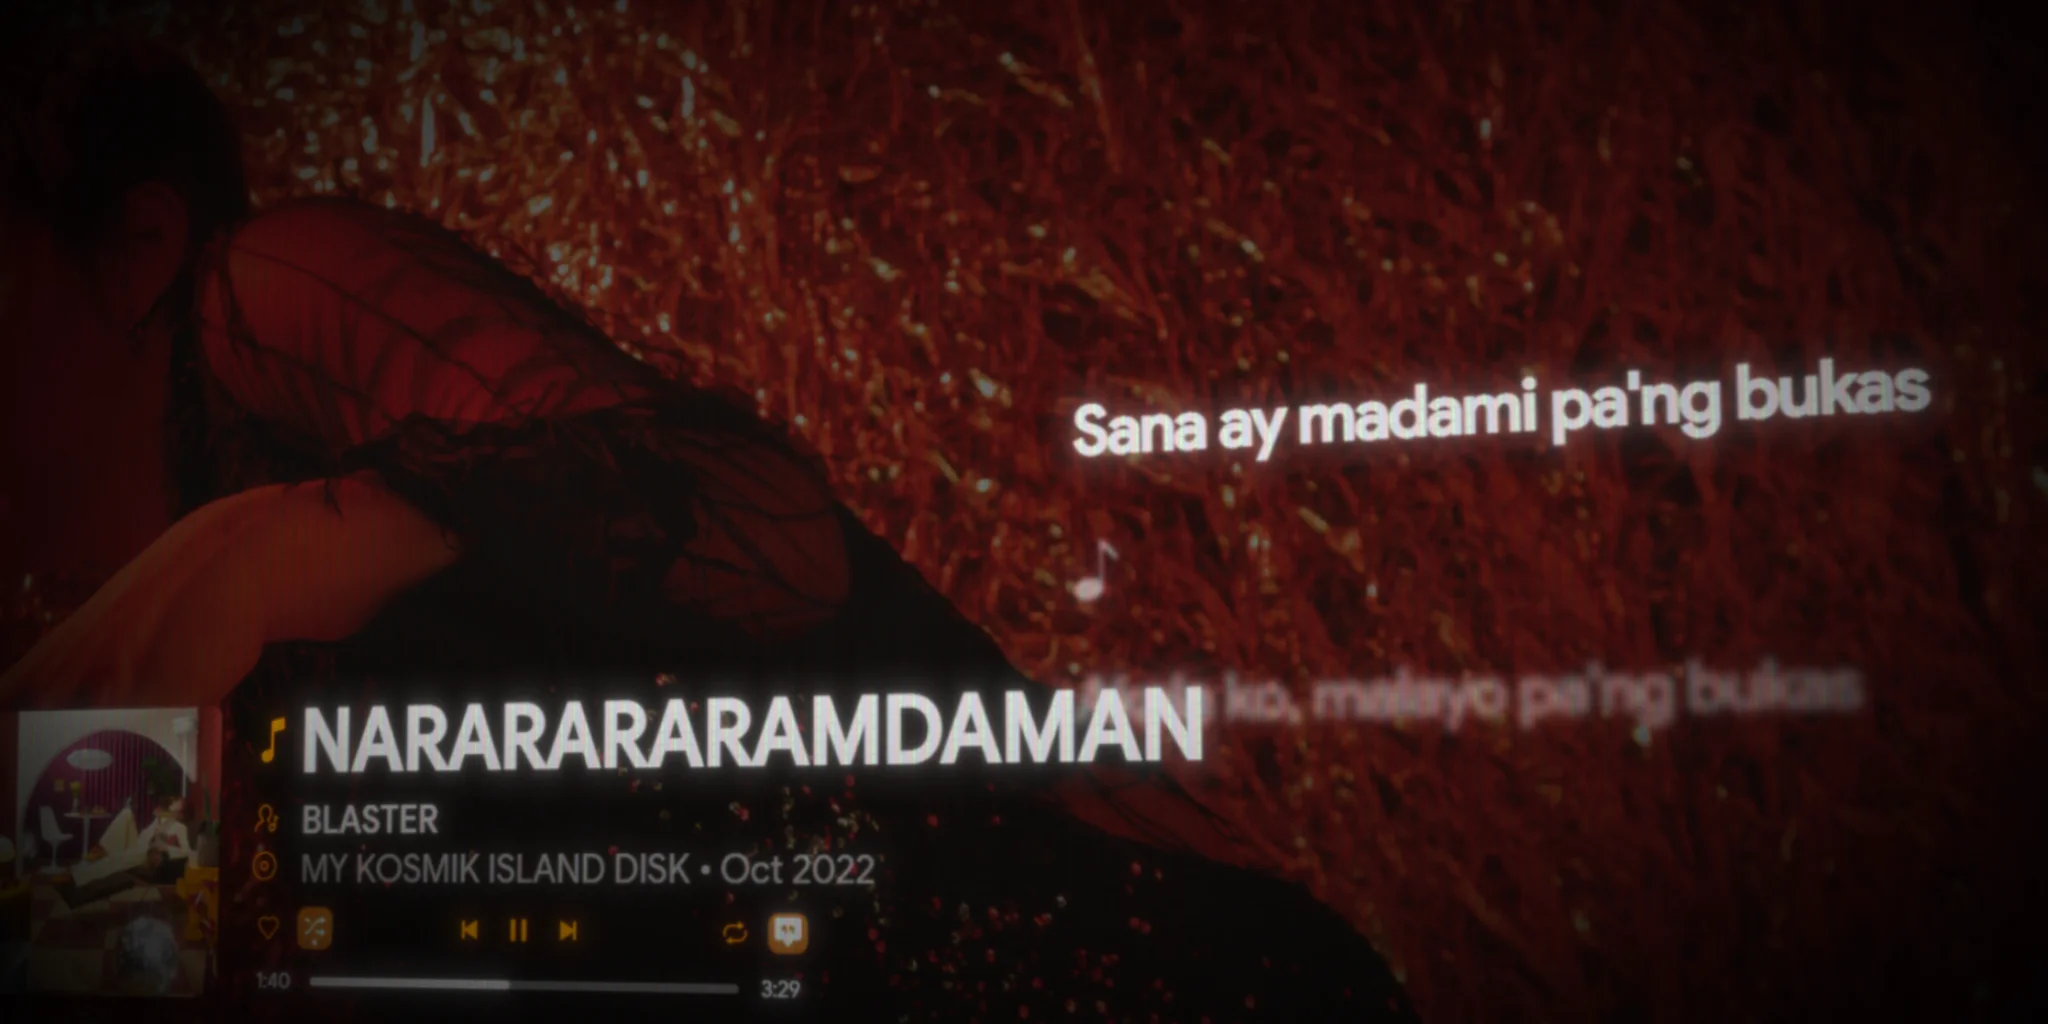 Sana ay madami pa'ng bukas
ko, malayo pa'ng bukas
NARARARARARAMDAMAN
BLASTER
MY KOSMIK ISLAND DISK • Oct 2022
1:40
3:29